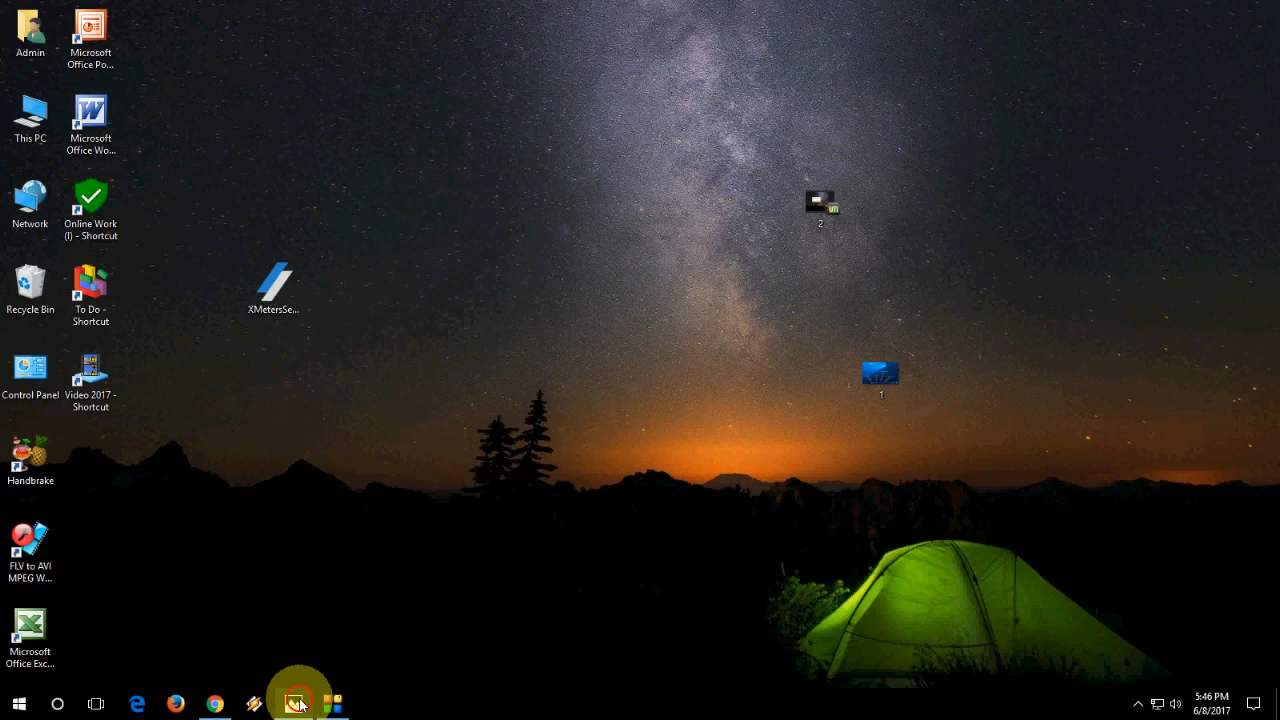 Admin
Microsoft
Office Po...
This PC
Microsoft
Office Wo...
Network
Online Work
(I) - Shortcut
Recycle Bin
To Do -
Shortcut
XMetersSe...
2
1
Control Panel
Video 2017 -
Shortcut
Handbrake
FLV to AVI
MPEG W...
Microsoft
Office Exc...
5:46 PM
6/8/2017